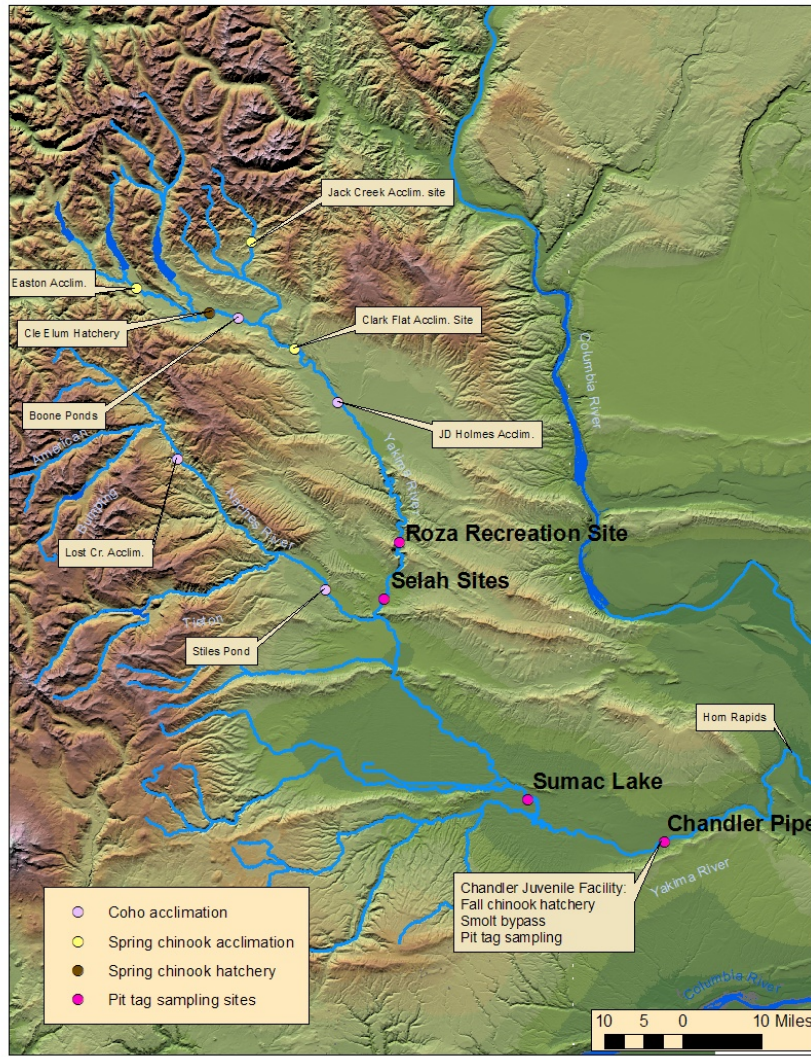 Jack Creek Acclim. site
Easton Acclim.
Cle Elum Hatchery
Clark Flat Acclim. Site
Columbia River
Boone Ponds
JD Holmes Acclim.
American
Yakima River
Bumping
Naches River
Lost Cr. Acclim.
Roza Recreation Site
Selah Sites
Tieton
Stiles Pond
Horn Rapids
Sumac Lake
Chandler Pipe
Yakima River
Chandler Juvenile Facility:
Fall chinook hatchery
Smolt bypass
Pit tag sampling
Coho acclimation
Spring chinook acclimation
Spring chinook hatchery
Pit tag sampling sites
Columbia River
10 5 0 10 Miles